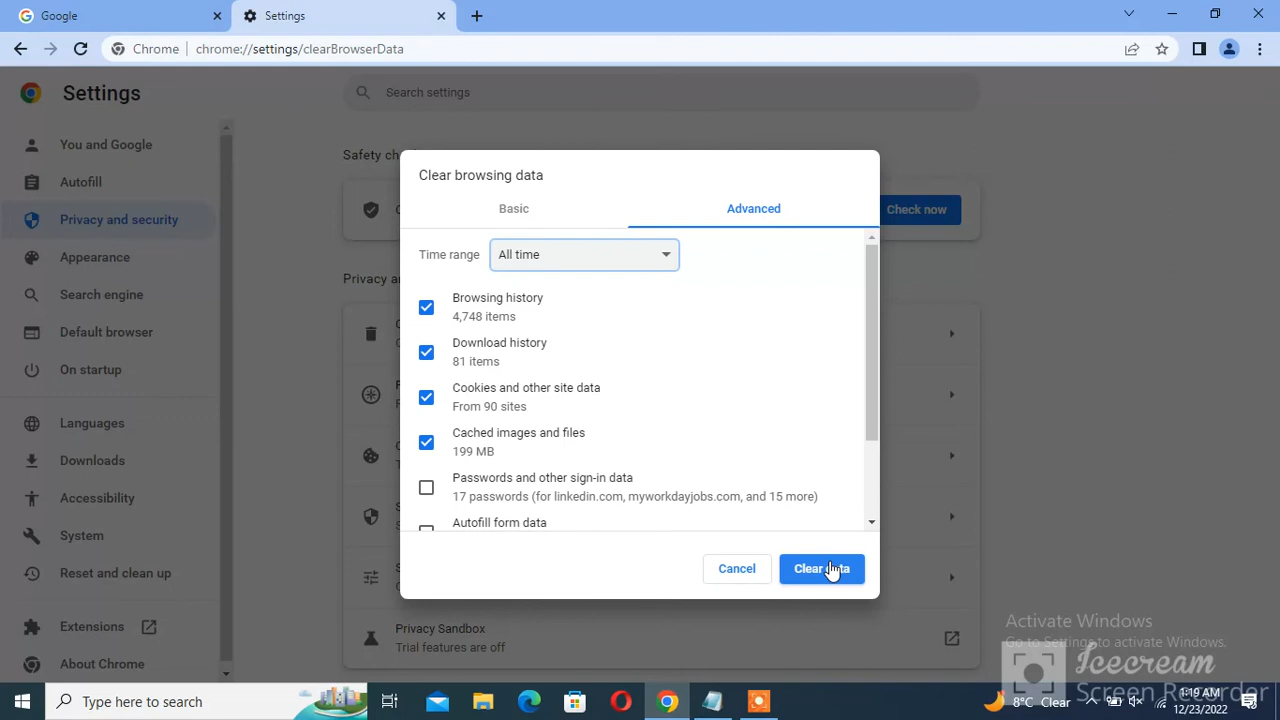 Google
Settings
Chrome
chrome://settings/clearBrowserData
Settings
Search settings
You and Google
Autofill
Privacy and security
Appearance
Search engine
Default browser
On startup
Languages
Downloads
Accessibility
System
Reset and clean up
Extensions
About Chrome
Safety ch
Check now
Privacy a
Clear browsing data
Basic
Advanced
Time range
All time
Browsing history
4,748 items
Download history
81 items
Cookies and other site data
From 90 sites
Cached images and files
199 MB
Passwords and other sign-in data
17 passwords (for linkedin.com, myworkdayjobs.com, and 15 more)
Autofill form data
Cancel
Clear data
Privacy Sandbox
Trial features are off
Activate Windows
Go to Settings to activate Windows.
Icecream
Screen Recorder
Type here to search
8°C Clear
1:19 AM
12/23/2022